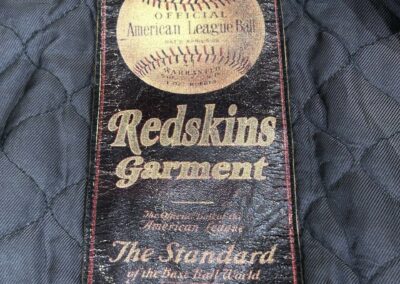 OFFICIAL
American League Ball
WARRANTED
Redskins
Garment
The Official Ball of the
American League
The Standard
of the Base Ball World